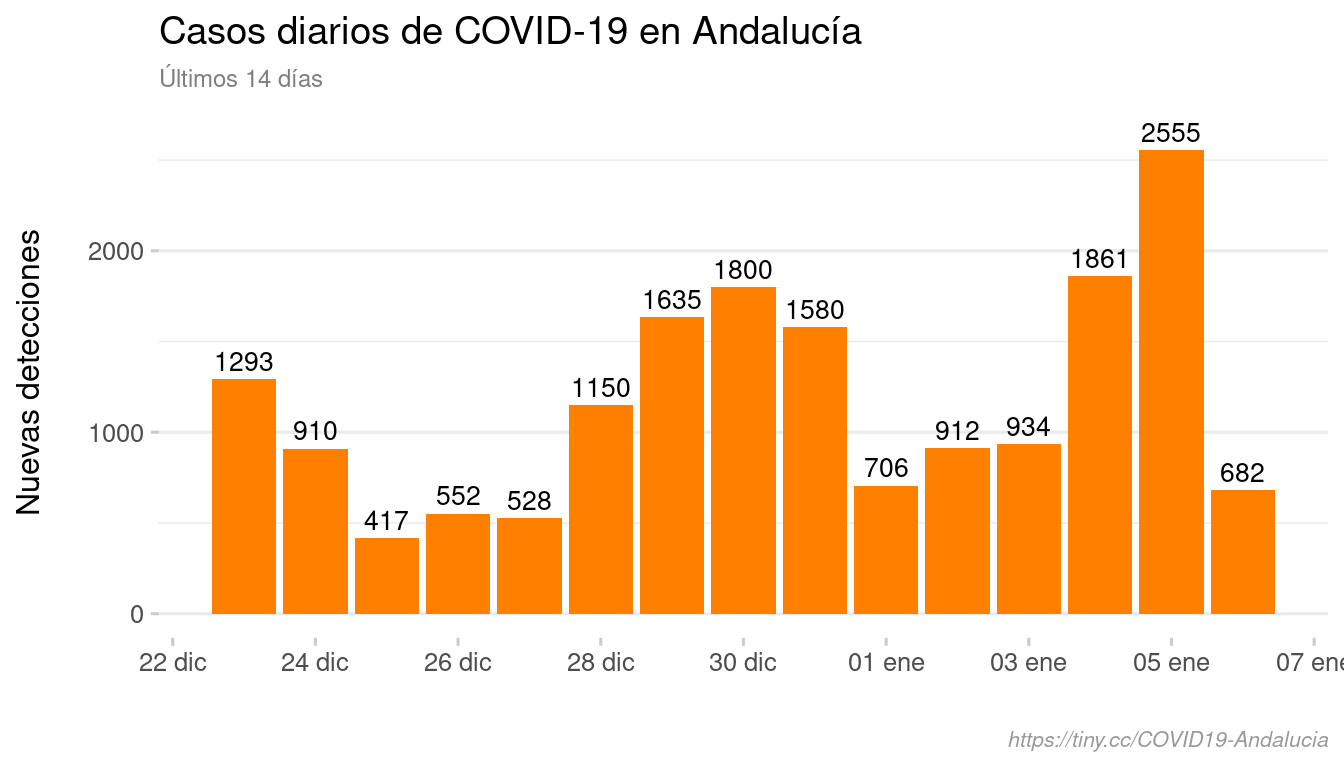 Casos diarios de COVID-19 en Andalucía
Últimos 14 días
Nuevas detecciones
2000
1000
0
1293
910
417
552
528
1150
1635
1800
1580
706
912
934
1861
2555
682
22 dic
24 dic
26 dic
28 dic
30 dic
01 ene
03 ene
05 ene
07 ene
https://tiny.cc/COVID19-Andalucia